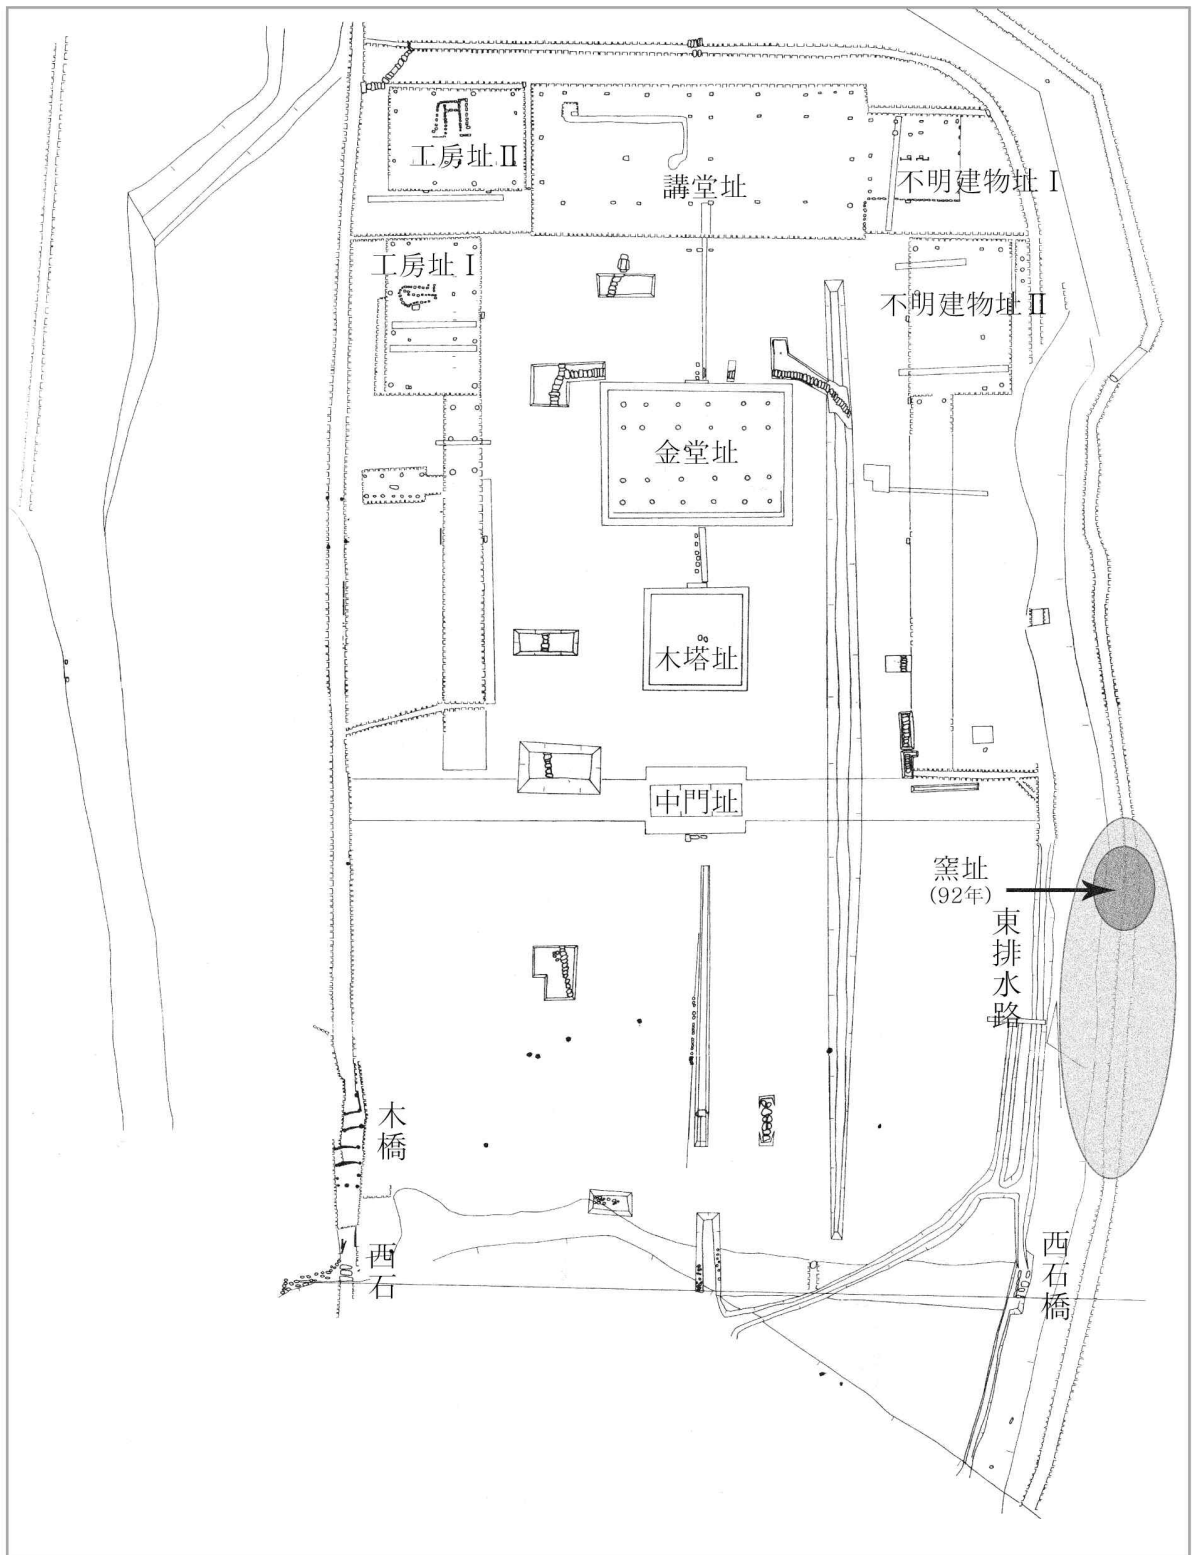 工房址Ⅱ
講堂址
不明建物址Ⅰ
工房址Ⅰ
不明建物址Ⅱ
金堂址
木塔址
中門址
窯址
(92年)
東排水路
木橋
西石
西石橋